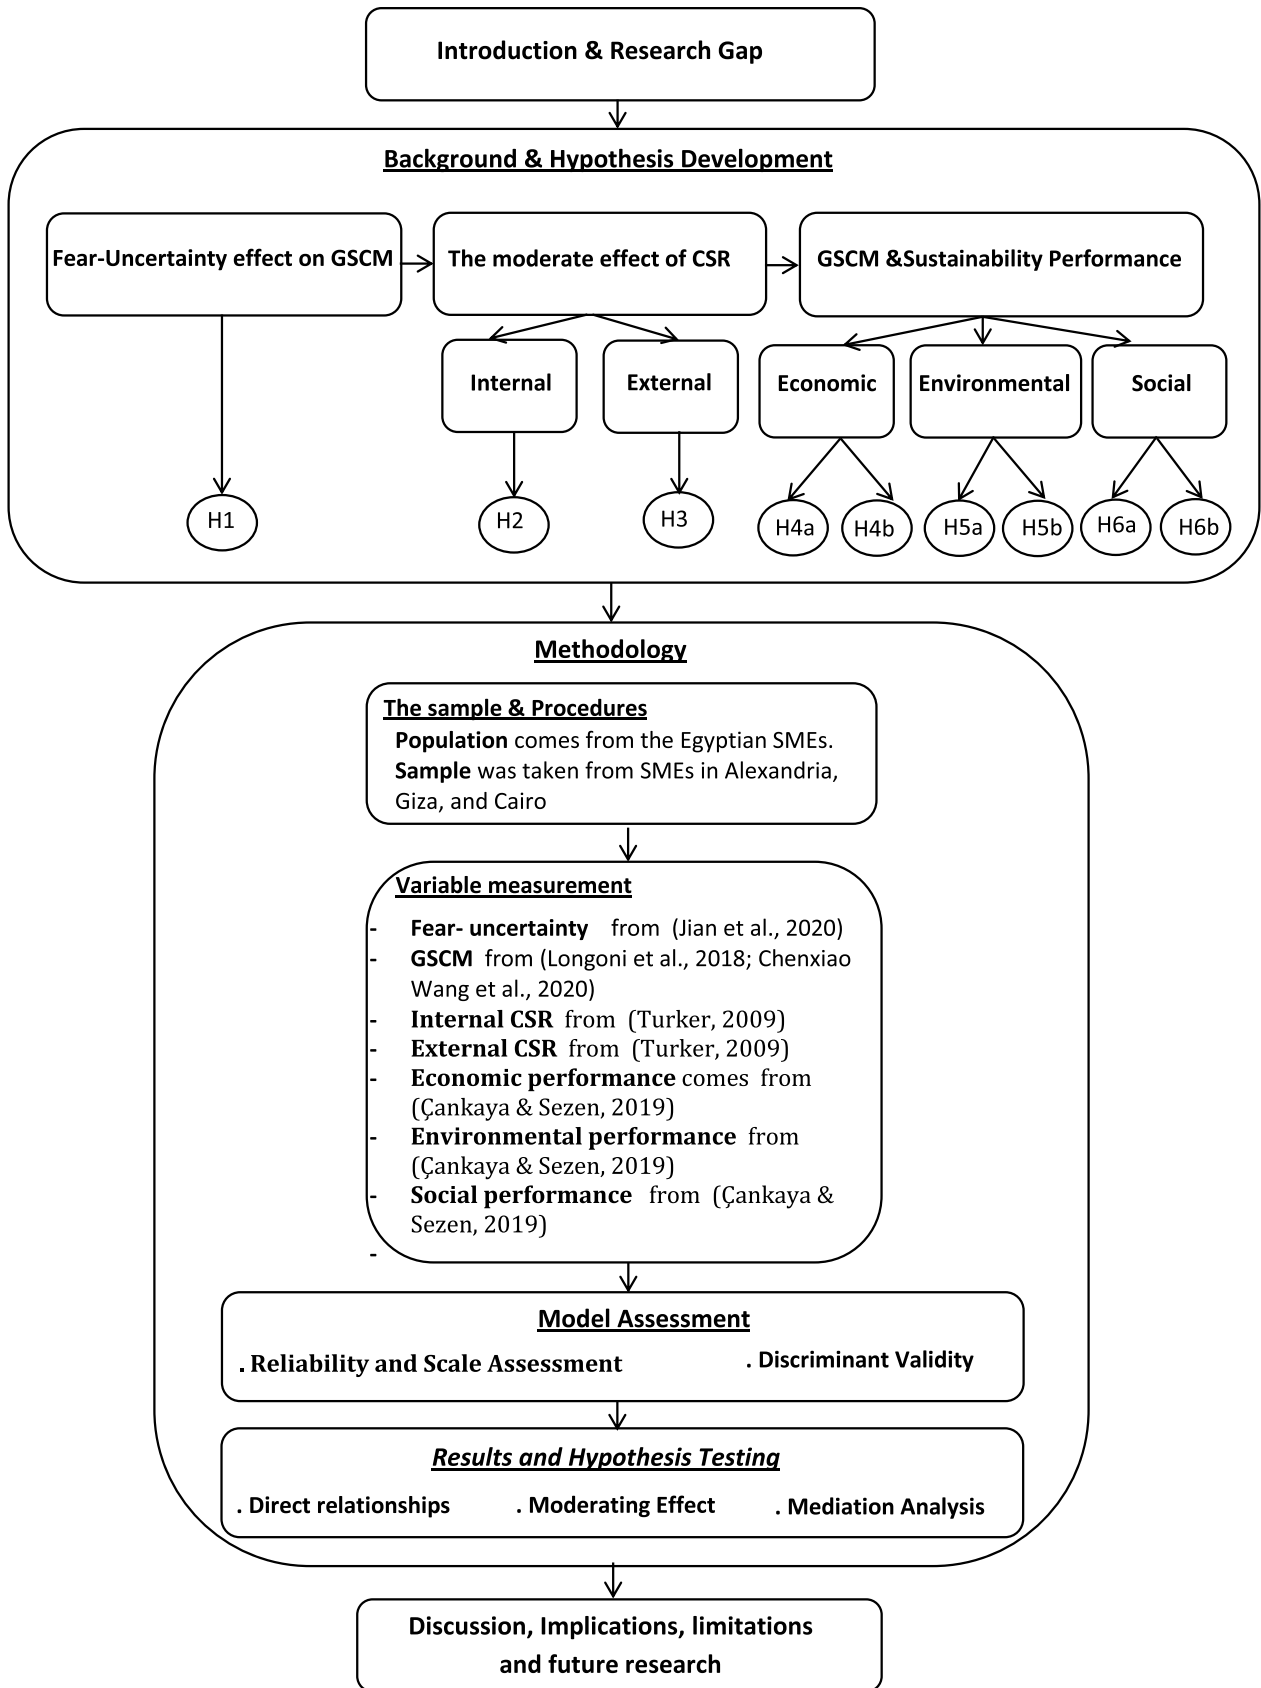 Introduction & Research Gap
Background & Hypothesis Development
Fear-Uncertainty effect on GSCM
The moderate effect of CSR
GSCM &Sustainability Performance
Internal
External
Economic
Environmental
Social
H1
H2
H3
H4a
H4b
H5a
H5b
H6a
H6b
Methodology
The sample & Procedures
Population comes from the Egyptian SMEs.
Sample was taken from SMEs in Alexandria,
Giza, and Cairo
Variable measurement
- Fear- uncertainty from (Jian et al., 2020)
- GSCM from (Longoni et al., 2018; Chenxiao
Wang et al., 2020)
- Internal CSR from (Turker, 2009)
- External CSR from (Turker, 2009)
- Economic performance comes from
(Çankaya & Sezen, 2019)
- Environmental performance from
(Çankaya & Sezen, 2019)
- Social performance from (Çankaya &
Sezen, 2019)
-
Model Assessment
. Reliability and Scale Assessment
. Discriminant Validity
Results and Hypothesis Testing
. Direct relationships
. Moderating Effect
. Mediation Analysis
Discussion, Implications, limitations
and future research